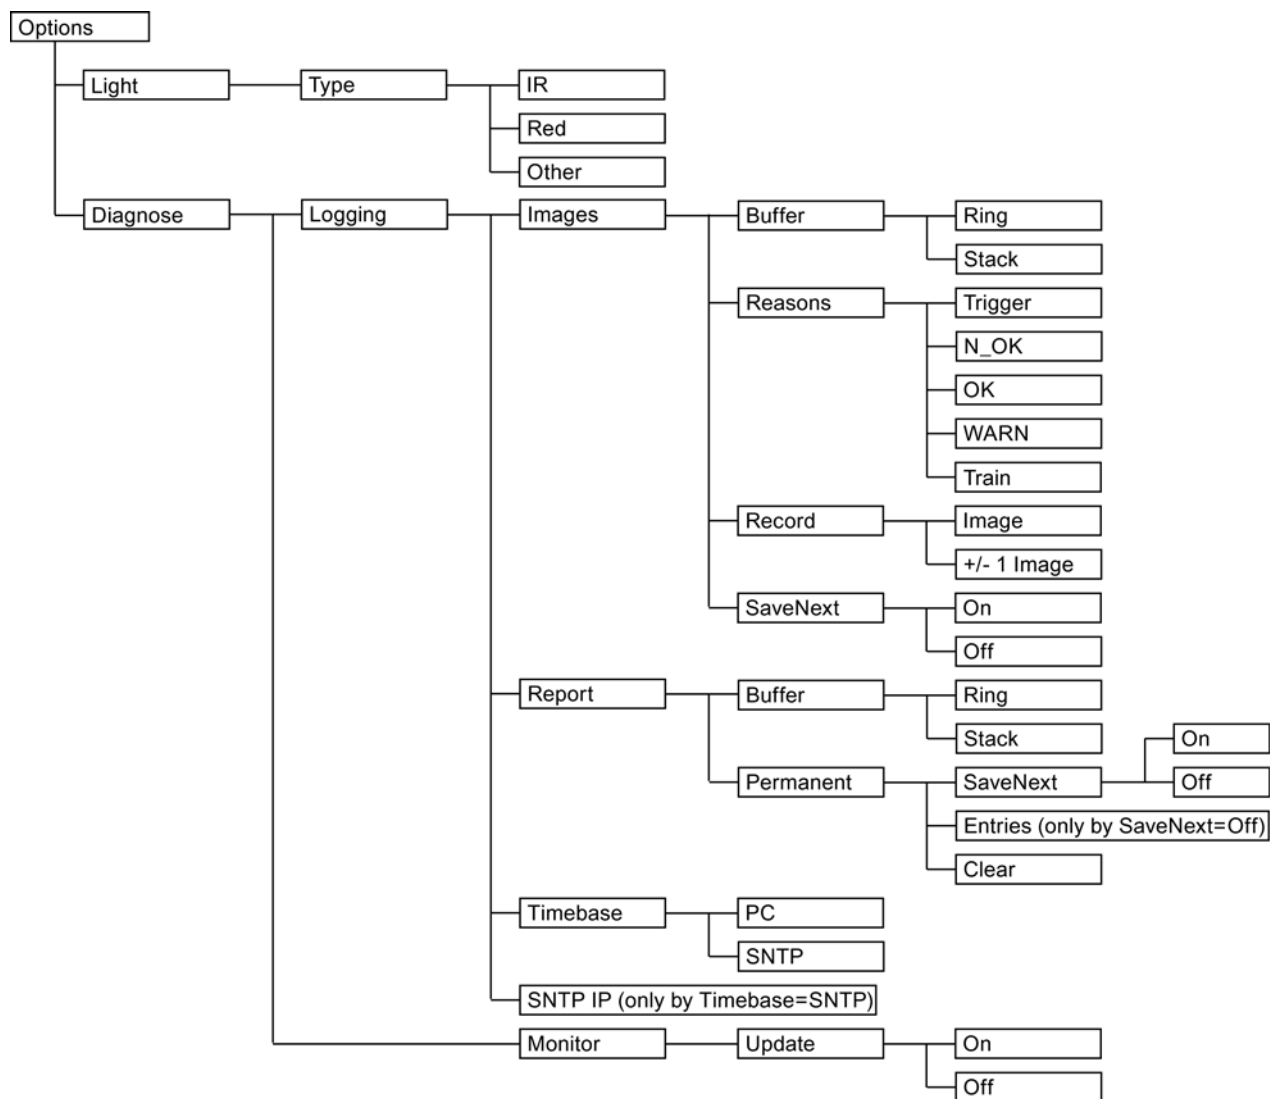 Options
Light
Type
IR
Red
Other
Diagnose
Logging
Images
Buffer
Ring
Stack
Reasons
Trigger
N_OK
OK
WARN
Train
Record
Image
+/- 1 Image
SaveNext
On
Off
Report
Buffer
Ring
Stack
On
Permanent
SaveNext
Off
Entries (only by SaveNext=Off)
Clear
Timebase
PC
SNTP
SNTP IP (only by Timebase=SNTP)
Monitor
Update
On
Off